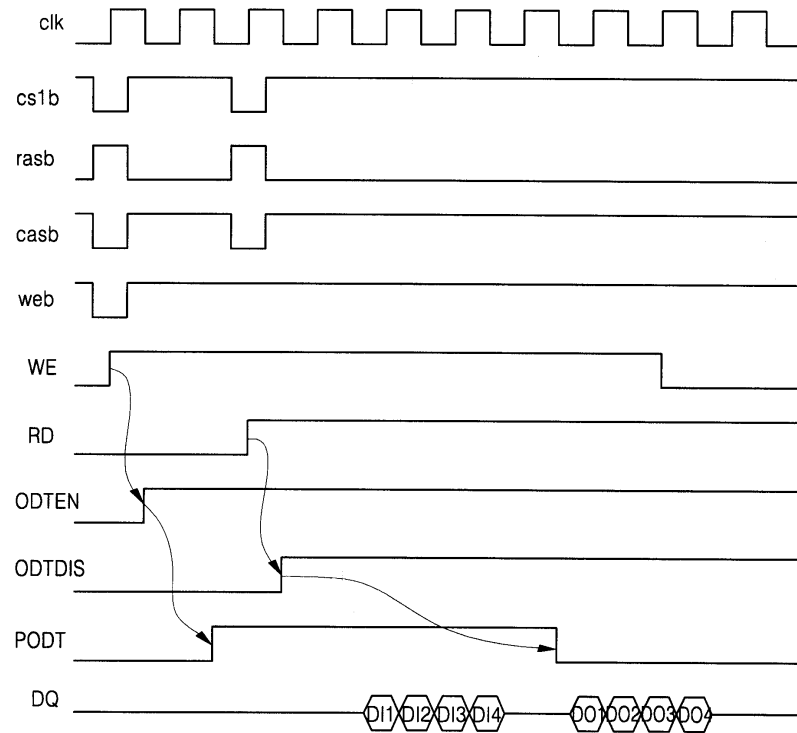 clk
cs1b
rasb
casb
web
WE
RD
ODTEN
ODTDIS
PODT
DQ DI1 DI2 DI3 DI4 DO1 DO2 DO3 DO4